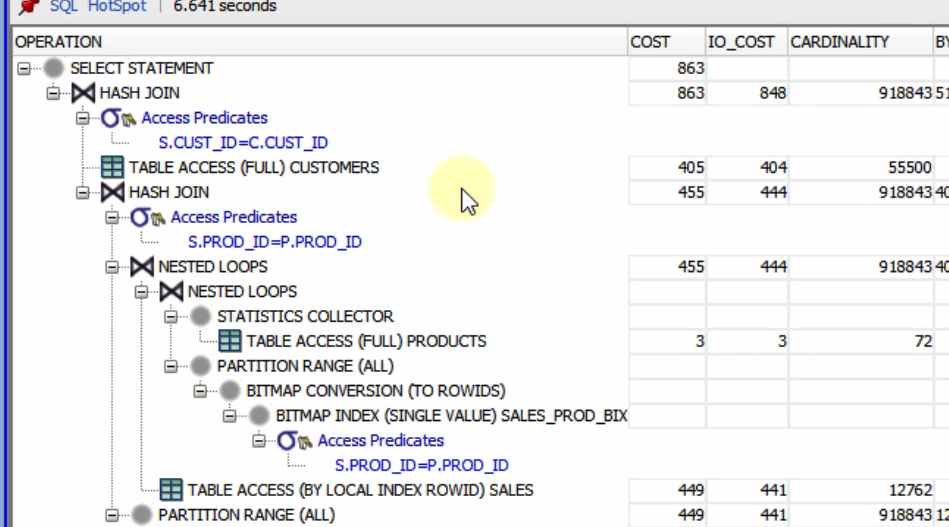 SQL HotSpot | 6.641 seconds
OPERATION COST IO_COST CARDINALITY BY
SELECT STATEMENT 863
HASH JOIN 863 848 918843 51
Access Predicates
S.CUST_ID=C.CUST_ID
TABLE ACCESS (FULL) CUSTOMERS 405 404 55500
HASH JOIN 455 444 918843 40
Access Predicates
S.PROD_ID=P.PROD_ID
NESTED LOOPS 455 444 918843 40
NESTED LOOPS
STATISTICS COLLECTOR
TABLE ACCESS (FULL) PRODUCTS 3 3 72
PARTITION RANGE (ALL)
BITMAP CONVERSION (TO ROWIDS)
BITMAP INDEX (SINGLE VALUE) SALES_PROD_BIX
Access Predicates
S.PROD_ID=P.PROD_ID
TABLE ACCESS (BY LOCAL INDEX ROWID) SALES 449 441 12762
PARTITION RANGE (ALL) 449 441 918843 12